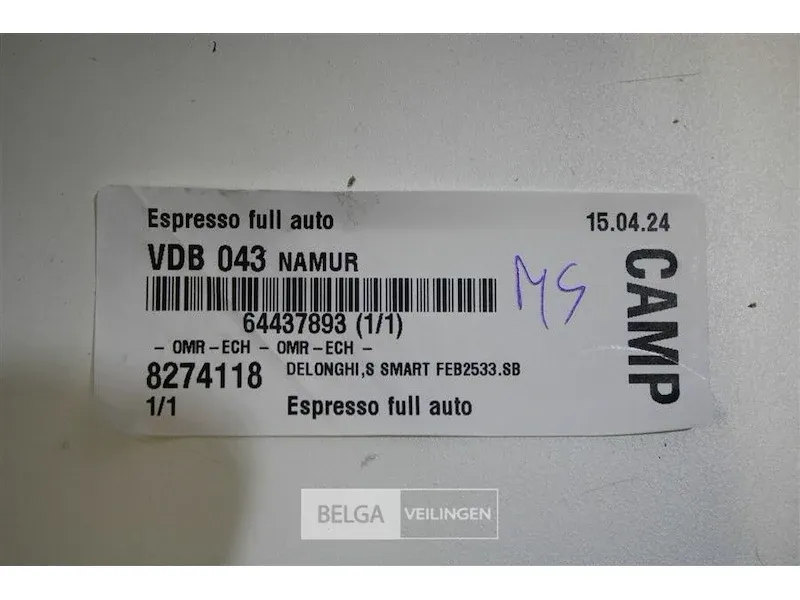 Espresso full auto 15.04.24
VDB 043 NAMUR
MS
CAMP
64437893 (1/1)
- OMR-ECH - OMR-ECH -
8274118 DELONGHI,S SMART FEB2533.SB
1/1 Espresso full auto
BELGA VEILINGEN